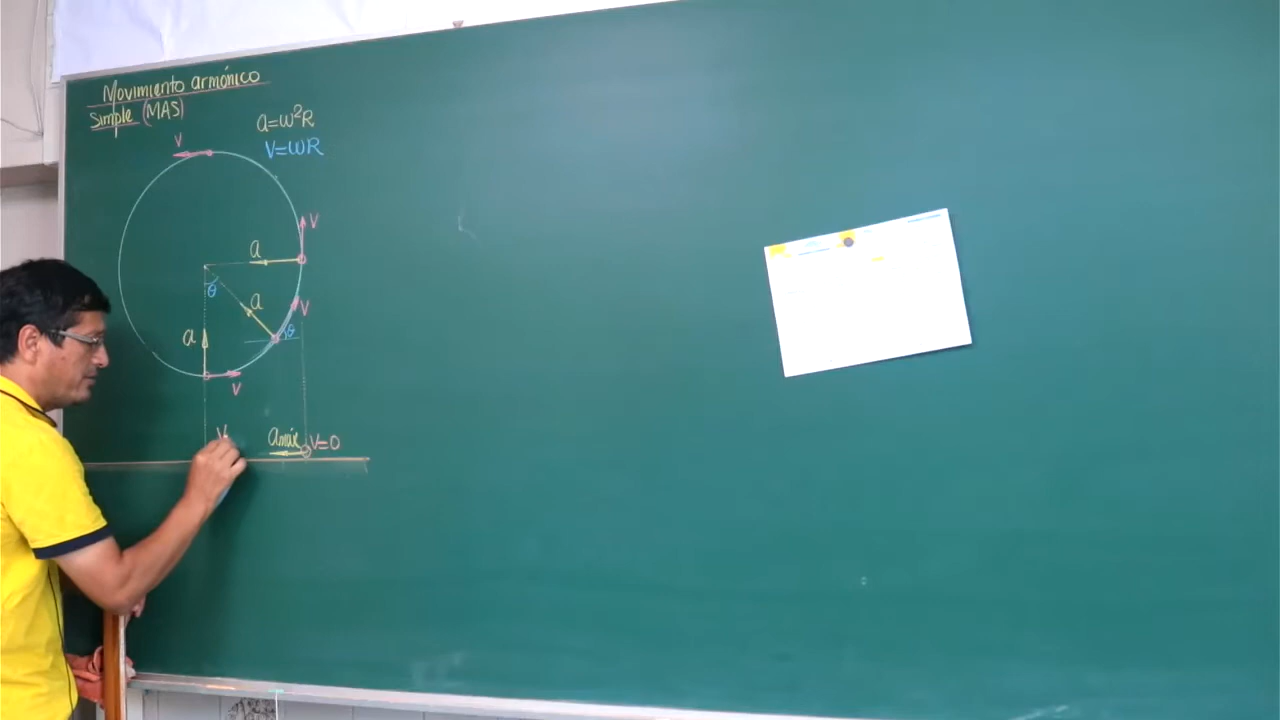 Movimiento armónico
Simple (MAS)
a=ω²R
V=ωR
V
V
a
θ
a
V
a
θ
V
V
amáx
V=0